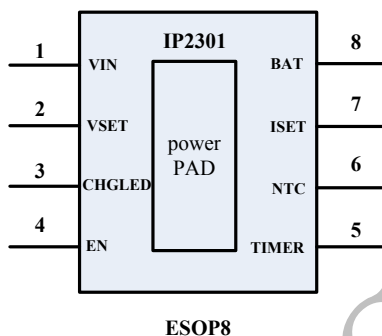 IP2301
1 VIN BAT 8
2 VSET ISET 7
power
PAD
3 CHGLED NTC 6
4 EN TIMER 5
ESOP8